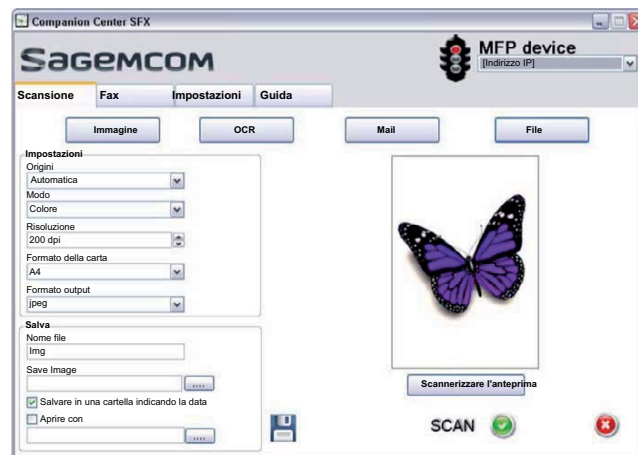 Companion Center SFX
Sagemcom
MFP device
[Indirizzo IP]
Scansione Fax Impostazioni Guida
Immagine OCR Mail File
Impostazioni
Origini
Automatica
Modo
Colore
Risoluzione
200 dpi
Formato della carta
A4
Formato output
jpeg
Salva
Nome file
Img
Save Image
....
Salvare in una cartella indicando la data
Aprire con
....
Scannerizzare l'anteprima
SCAN